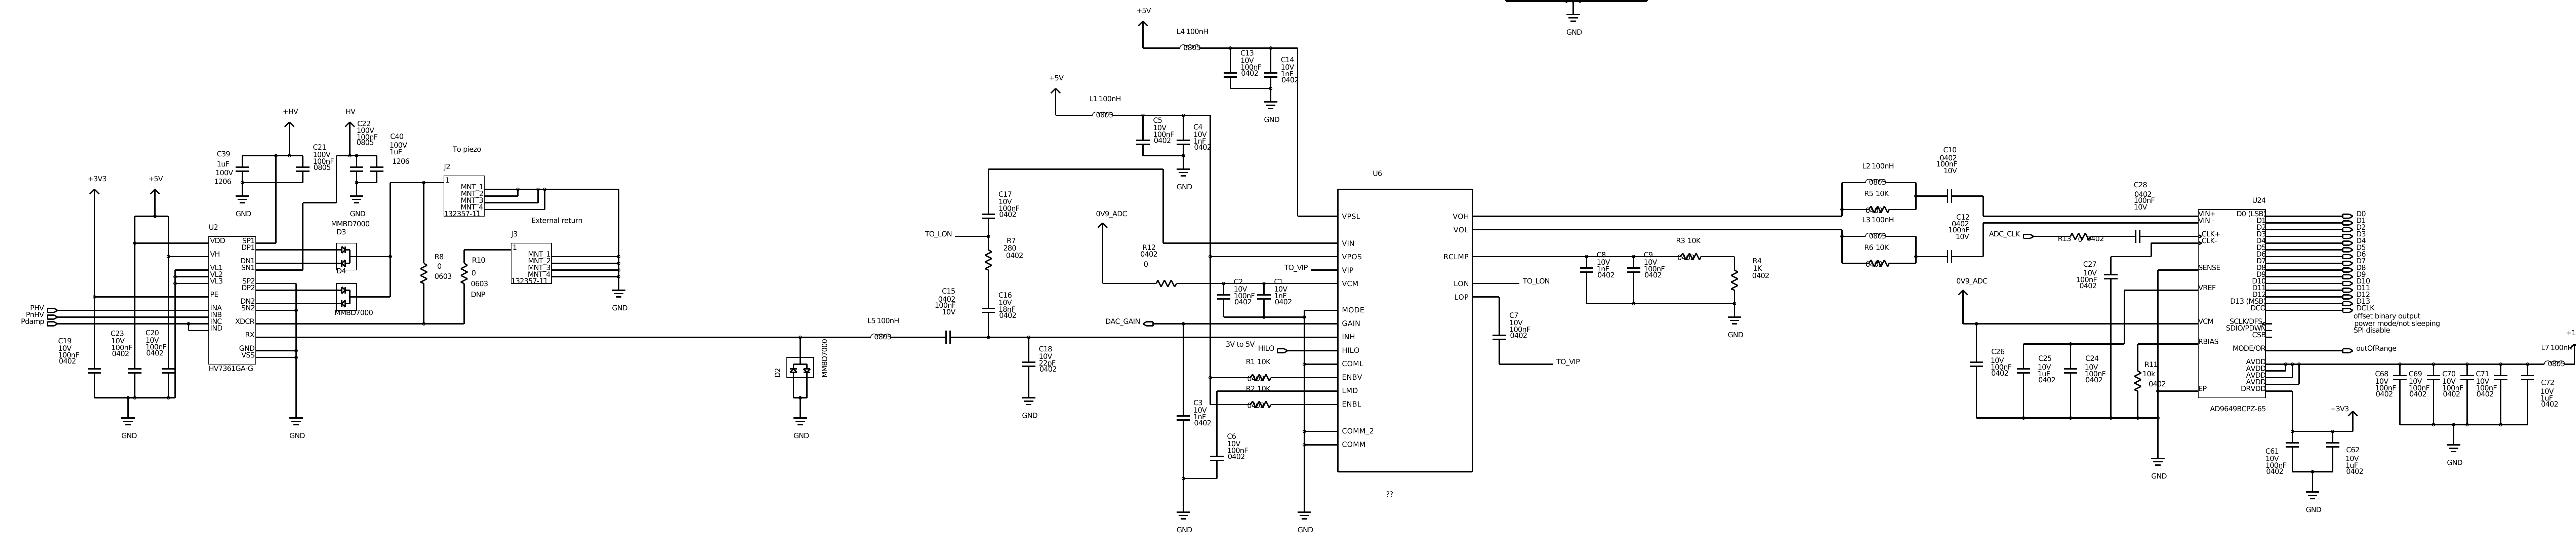 +5V
L4 100nH
0805
C13
10V
100nF
0402
C14
10V
1nF
0402
GND
GND
+5V
L1 100nH
0805
C5
10V
100nF
0402
C4
10V
1nF
0402
GND
+HV
-HV
C39
1uF
100V
1206
C21
100V
100nF
0805
C22
100V
100nF
0805
C40
100V
1uF
1206
GND
GND
To piezo
J2
1
MNT_1
MNT_2
MNT_3
MNT_4
132357-11
External return
J3
1
MNT_1
MNT_2
MNT_3
MNT_4
132357-11
GND
+3V3
+5V
U2
VDD
VH
VL1
VL2
VL3
PE
INA
INB
INC
IND
SP1
DP1
DN1
SN1
SP2
DP2
DN2
SN2
XDCR
RX
GND
VSS
HV7361GA-G
MMBD7000
D3
D4
MMBD7000
R8
0
0603
R10
0
0603
DNP
PHV
PnHV
Pdamp
C19
10V
100nF
0402
C23
10V
100nF
0402
C20
10V
100nF
0402
GND
GND
D2
MMBD7000
GND
L5 100nH
0805
C15
0402
100nF
10V
C17
10V
100nF
0402
TO_LON
R7
280
0402
C16
10V
18nF
0402
C18
10V
22pF
0402
GND
0V9_ADC
R12
0402
0
C2
10V
100nF
0402
C1
10V
1nF
0402
TO_VIP
DAC_GAIN
3V to 5V
HILO
R1 10K
0402
R2 10K
0402
C3
10V
1nF
0402
C6
10V
100nF
0402
GND
GND
U6
VPSL
VIN
VPOS
VIP
VCM
MODE
GAIN
INH
HILO
COML
ENBV
LMD
ENBL
COMM_2
COMM
VOH
VOL
RCLMP
LON
LOP
??
TO_LON
C7
10V
100nF
0402
TO_VIP
C8
10V
1nF
0402
C9
10V
100nF
0402
R3 10K
0402
R4
1K
0402
GND
L2 100nH
0805
R5 10K
0402
L3 100nH
0805
R6 10K
0402
C10
0402
100nF
10V
C12
0402
100nF
10V
ADC_CLK
R13
0
0402
C28
0402
100nF
10V
C27
10V
100nF
0402
0V9_ADC
C26
10V
100nF
0402
C25
10V
1uF
0402
C24
10V
100nF
0402
R11
10k
0402
GND
U24
VIN+
VIN -
CLK+
CLK-
SENSE
VREF
VCM
RBIAS
EP
D0 (LSB)
D1
D2
D3
D4
D5
D6
D7
D8
D9
D10
D11
D12
D13 (MSB)
DCO
SCLK/DFS
SDIO/PDWN
CSB
MODE/OR
AVDD
AVDD
AVDD
AVDD
DRVDD
AD9649BCPZ-65
D0
D1
D2
D3
D4
D5
D6
D7
D8
D9
D10
D11
D12
D13
DCLK
offset binary output
power mode/not sleeping
SPI disable
outOfRange
+3V3
C61
10V
100nF
0402
C62
10V
1uF
0402
GND
C68
10V
100nF
0402
C69
10V
100nF
0402
C70
10V
100nF
0402
C71
10V
100nF
0402
C72
10V
1uF
0402
GND
L7 100nH
0805